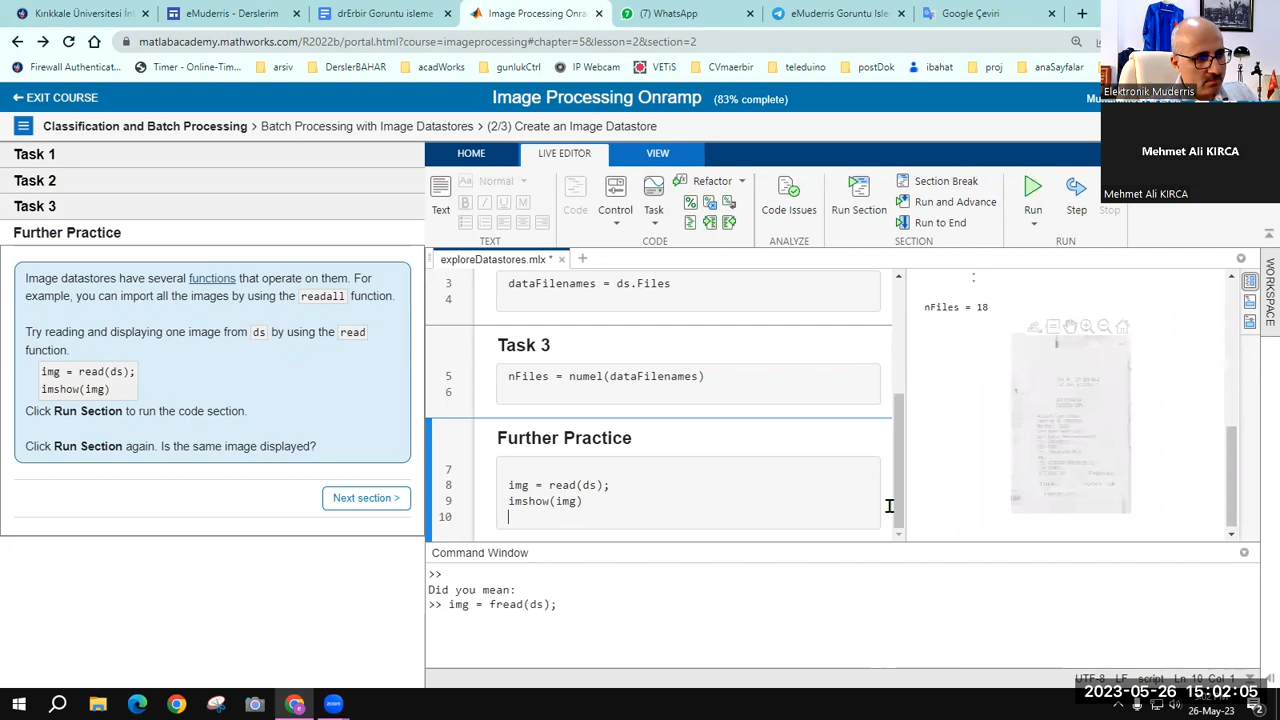 eMuderris - Derslerim
drErbir Goruntu isleme
Image Processing Onra
(7) WhatsApp
eMuderris Goruntu Isle
Google Çeviri
matlabacademy.mathworks.com/R2022b/portal.html?course=imageprocessing#chapter=5&lesson=2&section=2
Timer - Online-Tim
arsiv
DerslerBAHAR
acadWorks
gunlukCtrl
IP Webcam
VETiS
CVmaerbir
teleduino
postDok
ibahat
proj
anaSayfalar
Elektronik Muderris
EXIT COURSE
Image Processing Onramp (83% complete)
Classification and Batch Processing > Batch Processing with Image Datastores > (2/3) Create an Image Datastore
Mehmet Ali KIRCA
Mehmet Ali KIRCA
Task 1
Task 2
Task 3
Further Practice
HOME
LIVE EDITOR
VIEW
Text
Aa Normal
B I U M
TEXT
Code
Control
Task
Refactor
CODE
Code Issues
ANALYZE
Run Section
Section Break
Run and Advance
Run to End
SECTION
Run
Step
Stop
RUN
Image datastores have several functions that operate on them. For
example, you can import all the images by using the readall function.
Try reading and displaying one image from ds by using the read
function.
img = read(ds);
imshow(img)
Click Run Section to run the code section.
Click Run Section again. Is the same image displayed?
Next section >
exploreDatastores.mlx *
3 dataFilenames = ds.Files
4
Task 3
5 nFiles = numel(dataFilenames)
6
Further Practice
7
8 img = read(ds);
9 imshow(img)
10
nFiles = 18
WORKSPACE
Command Window
>>
Did you mean:
>> img = fread(ds);
UTF-8 LF script Ln 10 Col 1
2023-05-26 15:02:05
26-May-23
2